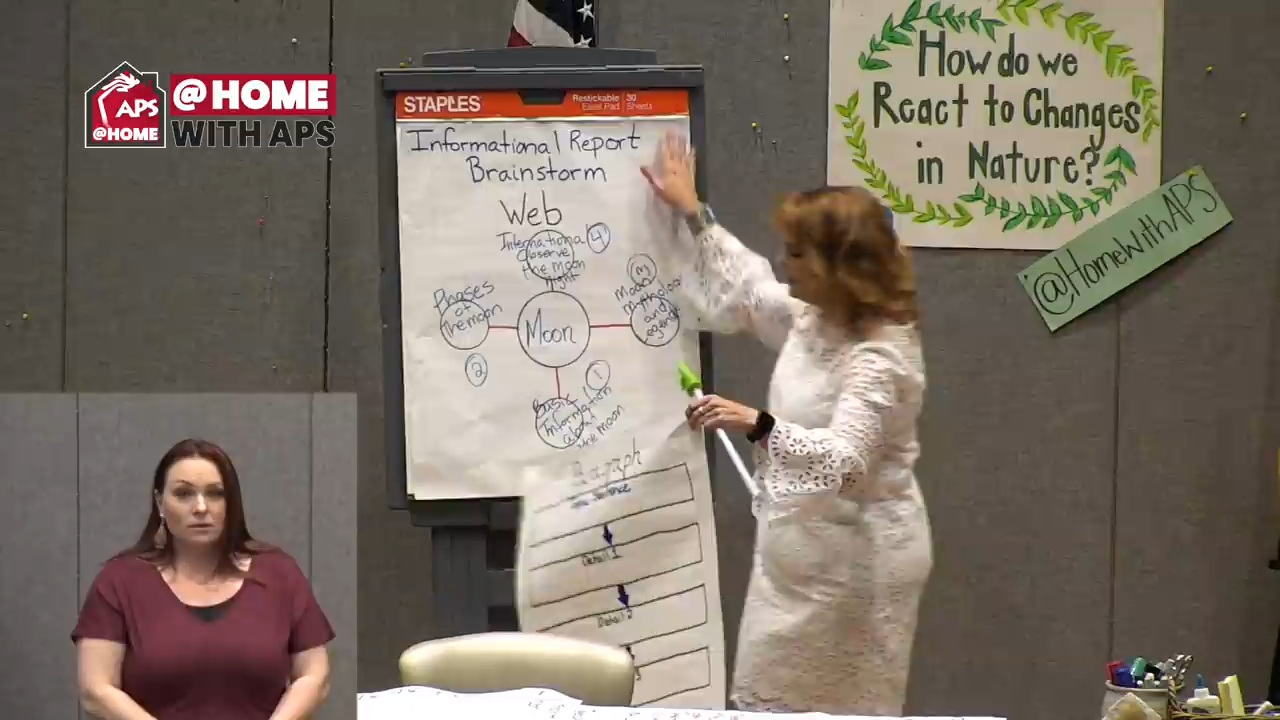 APS
@HOME
@HOME
WITH APS
STAPLES
Restickable
Easel Pad
30
Sheets
Informational Report
Brainstorm
Web
International
4
Observe
the moon
night
Phases
of
The moon
2
Moon
3
Moon
and
1
Basic
Information
about
the moon
Detail 1
Detail 2
How do we
React to Changes
in Nature?
@HomeWithAPS